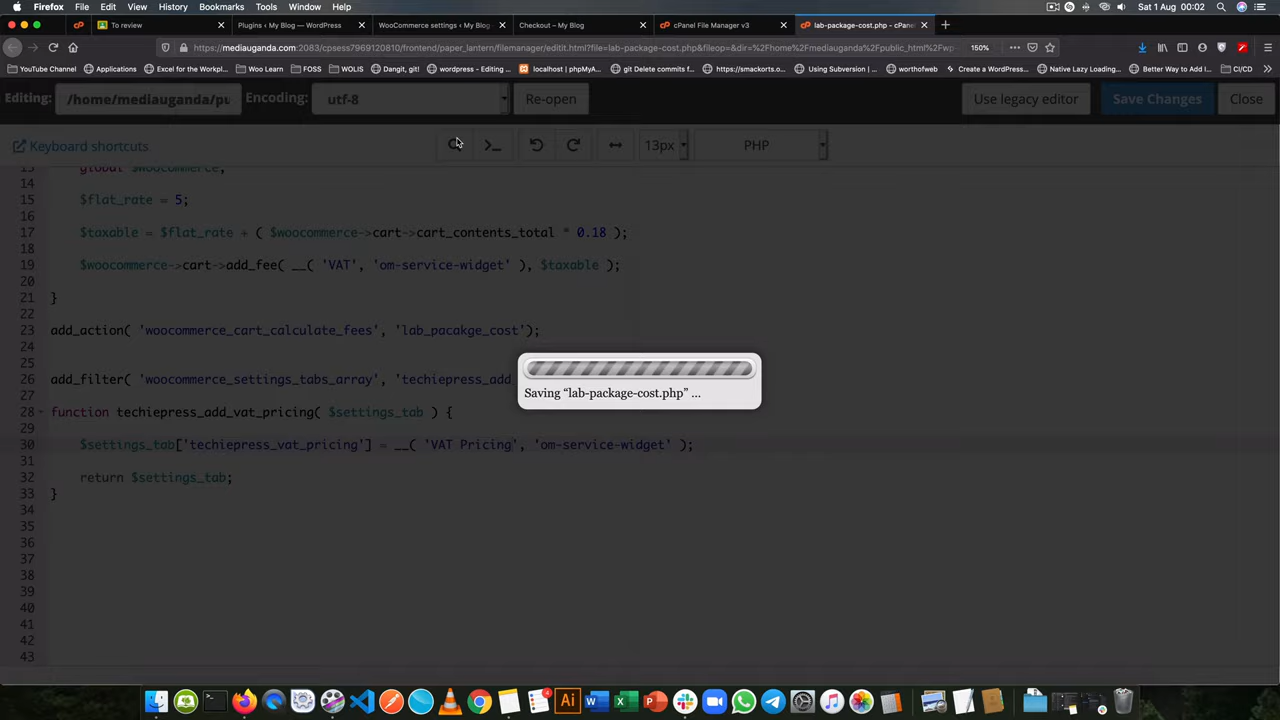 Firefox File Edit View History Bookmarks Tools Window Help Sat 1 Aug 00:02
To review Plugins ‹ My Blog — WordPress WooCommerce settings ‹ My Blog Checkout – My Blog cPanel File Manager v3 lab-package-cost.php - cPan
https://mediauganda.com:2083/cpsess7969120810/frontend/paper_lantern/filemanager/editit.html?file=lab-package-cost.php&fileop=&dir=%2Fhome%2Fmediauganda%2Fpublic_html%2Fwp 150%
YouTube Channel Applications Excel for the Workpl... Woo Learn FOSS WOLIS Dangit, git! wordpress - Editing ... localhost | phpMyA... git Delete commits f... https://smackorts.o... Using Subversion | ... worthofweb Create a WordPress... Native Lazy Loading... Better Way to Add I... CI/CD
Editing: /home/mediauganda/pu Encoding: utf-8 Re-open Use legacy editor Save Changes Close
Keyboard shortcuts 13px PHP
13 global $woocommerce;
14
15 $flat_rate = 5;
16
17 $taxable = $flat_rate + ( $woocommerce->cart->cart_contents_total * 0.18 );
18
19 $woocommerce->cart->add_fee( __( 'VAT', 'om-service-widget' ), $taxable );
20
21 }
22
23 add_action( 'woocommerce_cart_calculate_fees', 'lab_pacakge_cost');
24
25
26 add_filter( 'woocommerce_settings_tabs_array', 'techiepress_add
27
28 function techiepress_add_vat_pricing( $settings_tab ) {
29
30 $settings_tab['techiepress_vat_pricing'] = __( 'VAT Pricing', 'om-service-widget' );
31
32 return $settings_tab;
33 }
34
35
36
37
38
39
40
41
42
43
Saving “lab-package-cost.php” ...